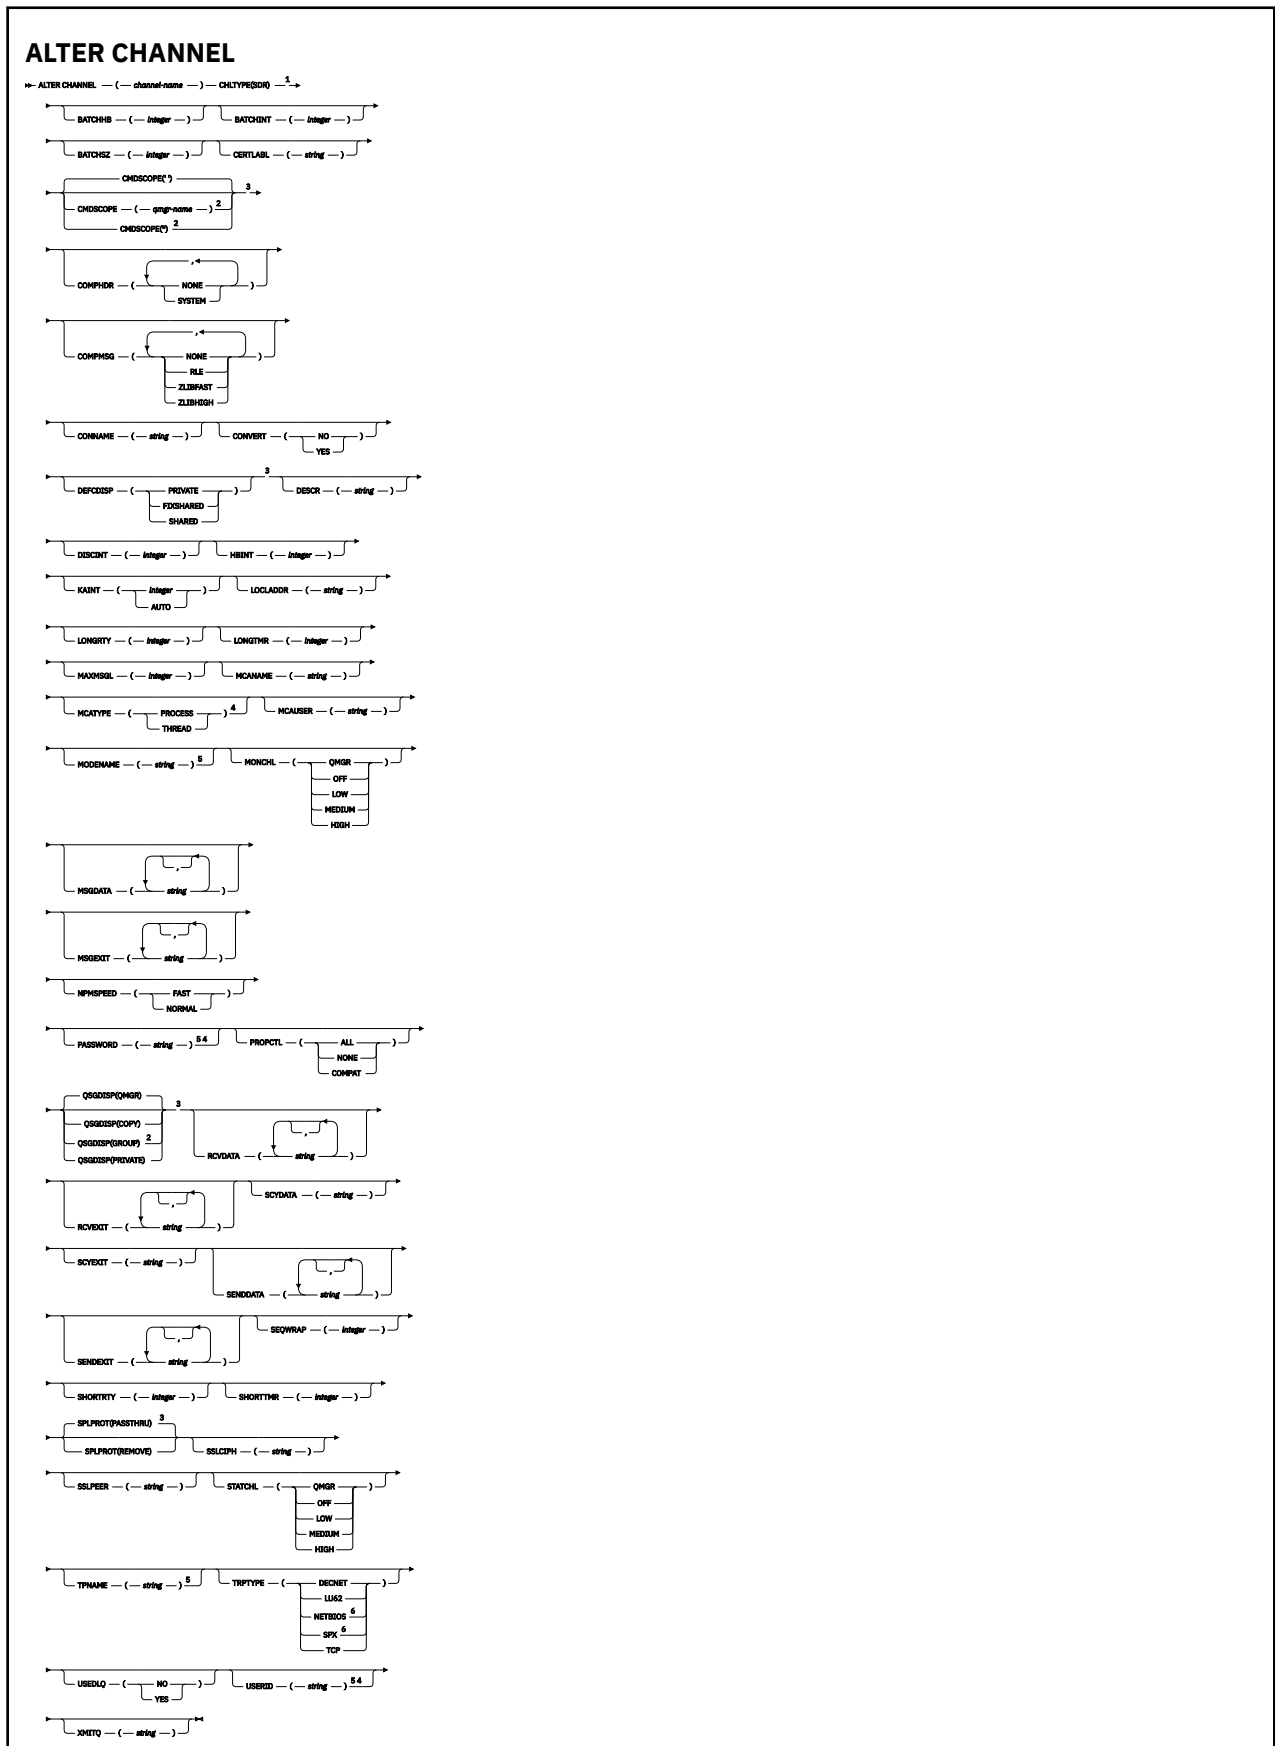 ALTER CHANNEL
ALTER CHANNEL ( channel-name ) CHLTYPE(SDR) 1
BATCHHB ( integer ) BATCHINT ( integer )
BATCHSZ ( integer ) CERTLABL ( string )
CMDSCOPE(' ')
3
CMDSCOPE ( qmgr-name ) 2
CMDSCOPE(*) 2
,
COMPHDR ( NONE )
SYSTEM
,
COMPMSG ( NONE )
RLE
ZLIBFAST
ZLIBHIGH
CONNAME ( string ) CONVERT ( NO )
YES
3
DEFCDISP ( PRIVATE ) DESCR ( string )
FIXSHARED
SHARED
DISCINT ( integer ) HBINT ( integer )
KAINT ( integer ) LOCLADDR ( string )
AUTO
LONGRTY ( integer ) LONGTMR ( integer )
MAXMSGL ( integer ) MCANAME ( string )
MCATYPE ( PROCESS ) 4 MCAUSER ( string )
THREAD
MODENAME ( string ) 5 MONCHL ( QMGR )
OFF
LOW
MEDIUM
HIGH
,
MSGDATA ( string )
,
MSGEXIT ( string )
NPMSPEED ( FAST )
NORMAL
PASSWORD ( string ) 5 4 PROPCTL ( ALL )
NONE
COMPAT
QSGDISP(QMGR)
3
QSGDISP(COPY)
,
QSGDISP(GROUP) 2
RCVDATA ( string )
QSGDISP(PRIVATE)
,
SCYDATA ( string )
RCVEXIT ( string )
SCYEXIT ( string )
,
SENDDATA ( string )
,
SEQWRAP ( integer )
SENDEXIT ( string )
SHORTRTY ( integer ) SHORTTMR ( integer )
SPLPROT(PASSTHRU) 3
SPLPROT(REMOVE) SSLCIPH ( string )
SSLPEER ( string ) STATCHL ( QMGR )
OFF
LOW
MEDIUM
HIGH
TPNAME ( string ) 5 TRPTYPE ( DECNET )
LU62
NETBIOS 6
SPX 6
TCP
USEDLQ ( NO ) USERID ( string ) 5 4
YES
XMITQ ( string )